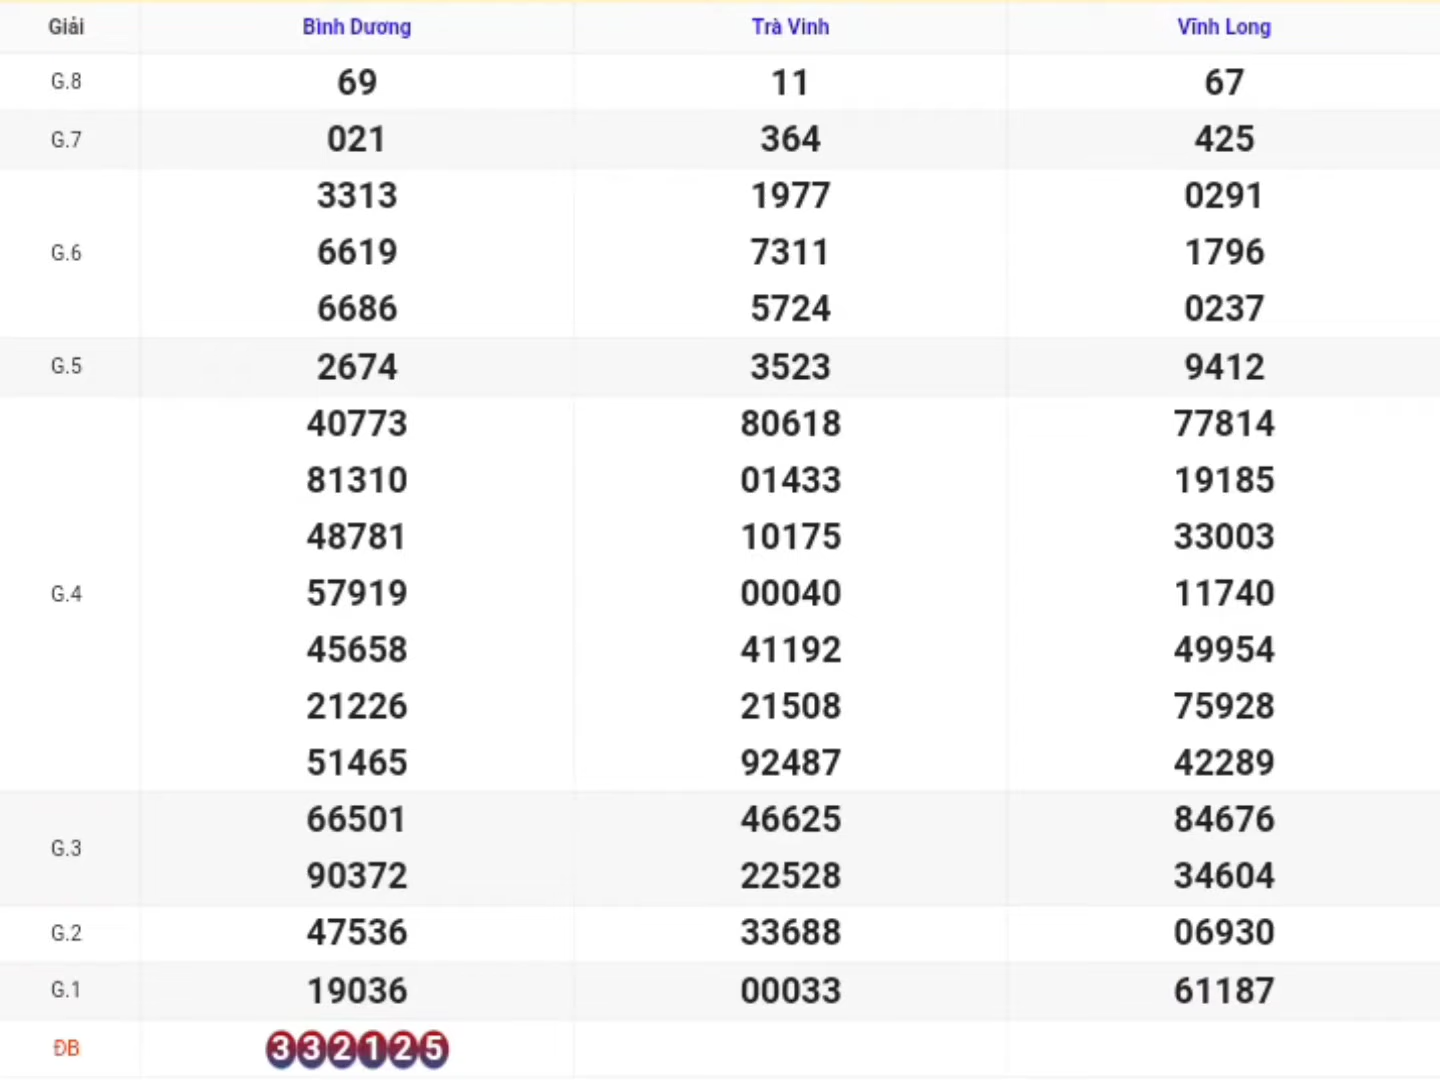 Giải Bình Dương Trà Vinh Vĩnh Long
G.8 69 11 67
G.7 021 364 425
3313 1977 0291
G.6 6619 7311 1796
6686 5724 0237
G.5 2674 3523 9412
40773 80618 77814
81310 01433 19185
48781 10175 33003
G.4 57919 00040 11740
45658 41192 49954
21226 21508 75928
51465 92487 42289
G.3
66501 46625 84676
90372 22528 34604
G.2 47536 33688 06930
G.1 19036 00033 61187
ĐB 332125